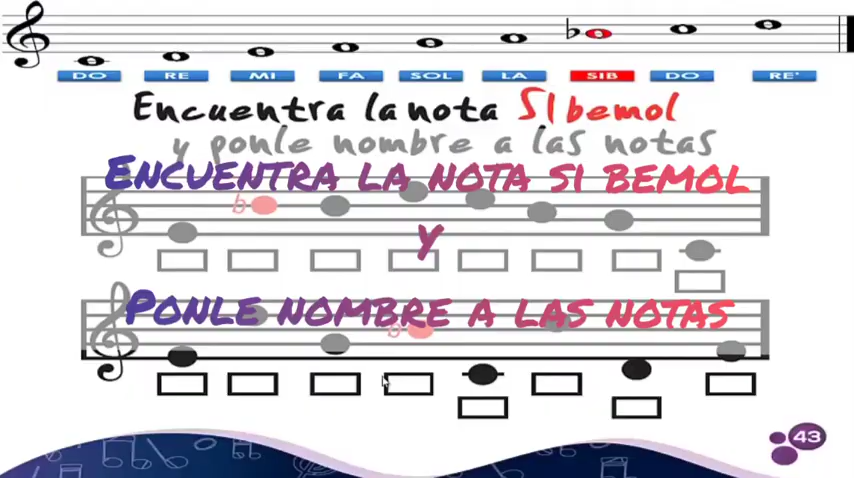 DO RE MI FA SOL LA SIB DO RE'
Encuentra la nota SI bemol
y ponle nombre a las notas
ENCUENTRA LA NOTA SI BEMOL
Y
PONLE NOMBRE A LAS NOTAS
43